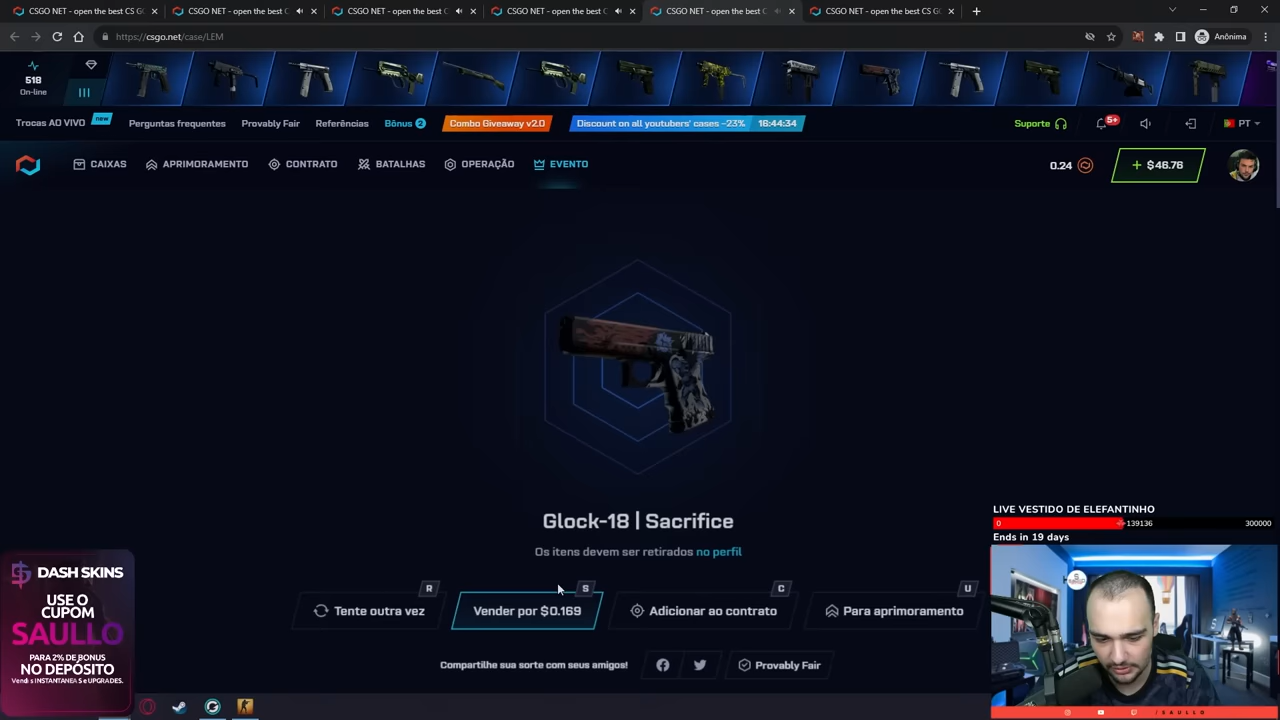 CSGO NET - open the best CS GO
CSGO NET - open the best C
CSGO NET - open the best C
CSGO NET - open the best C
CSGO NET - open the best C
CSGO NET - open the best CS GO
https://csgo.net/case/LEM
Anônima
518
On-line
Trocas AO VIVO
new
Perguntas frequentes
Provably Fair
Referências
Bônus 2
Combo Giveaway v2.0
Discount on all youtubers' cases -23% 16:44:34
Suporte
5+
PT
CAIXAS
APRIMORAMENTO
CONTRATO
BATALHAS
OPERAÇÃO
EVENTO
0.24
+ $46.76
Glock-18 | Sacrifice
Os itens devem ser retirados no perfil
R
Tente outra vez
S
Vender por $0.169
C
Adicionar ao contrato
U
Para aprimoramento
Compartilhe sua sorte com seus amigos!
Provably Fair
LIVE VESTIDO DE ELEFANTINHO
0
139136
300000
Ends in 19 days
DASH SKINS
USE O
CUPOM
SAULLO
PARA 2% DE BONUS
NO DEPÓSITO
/SAULLO